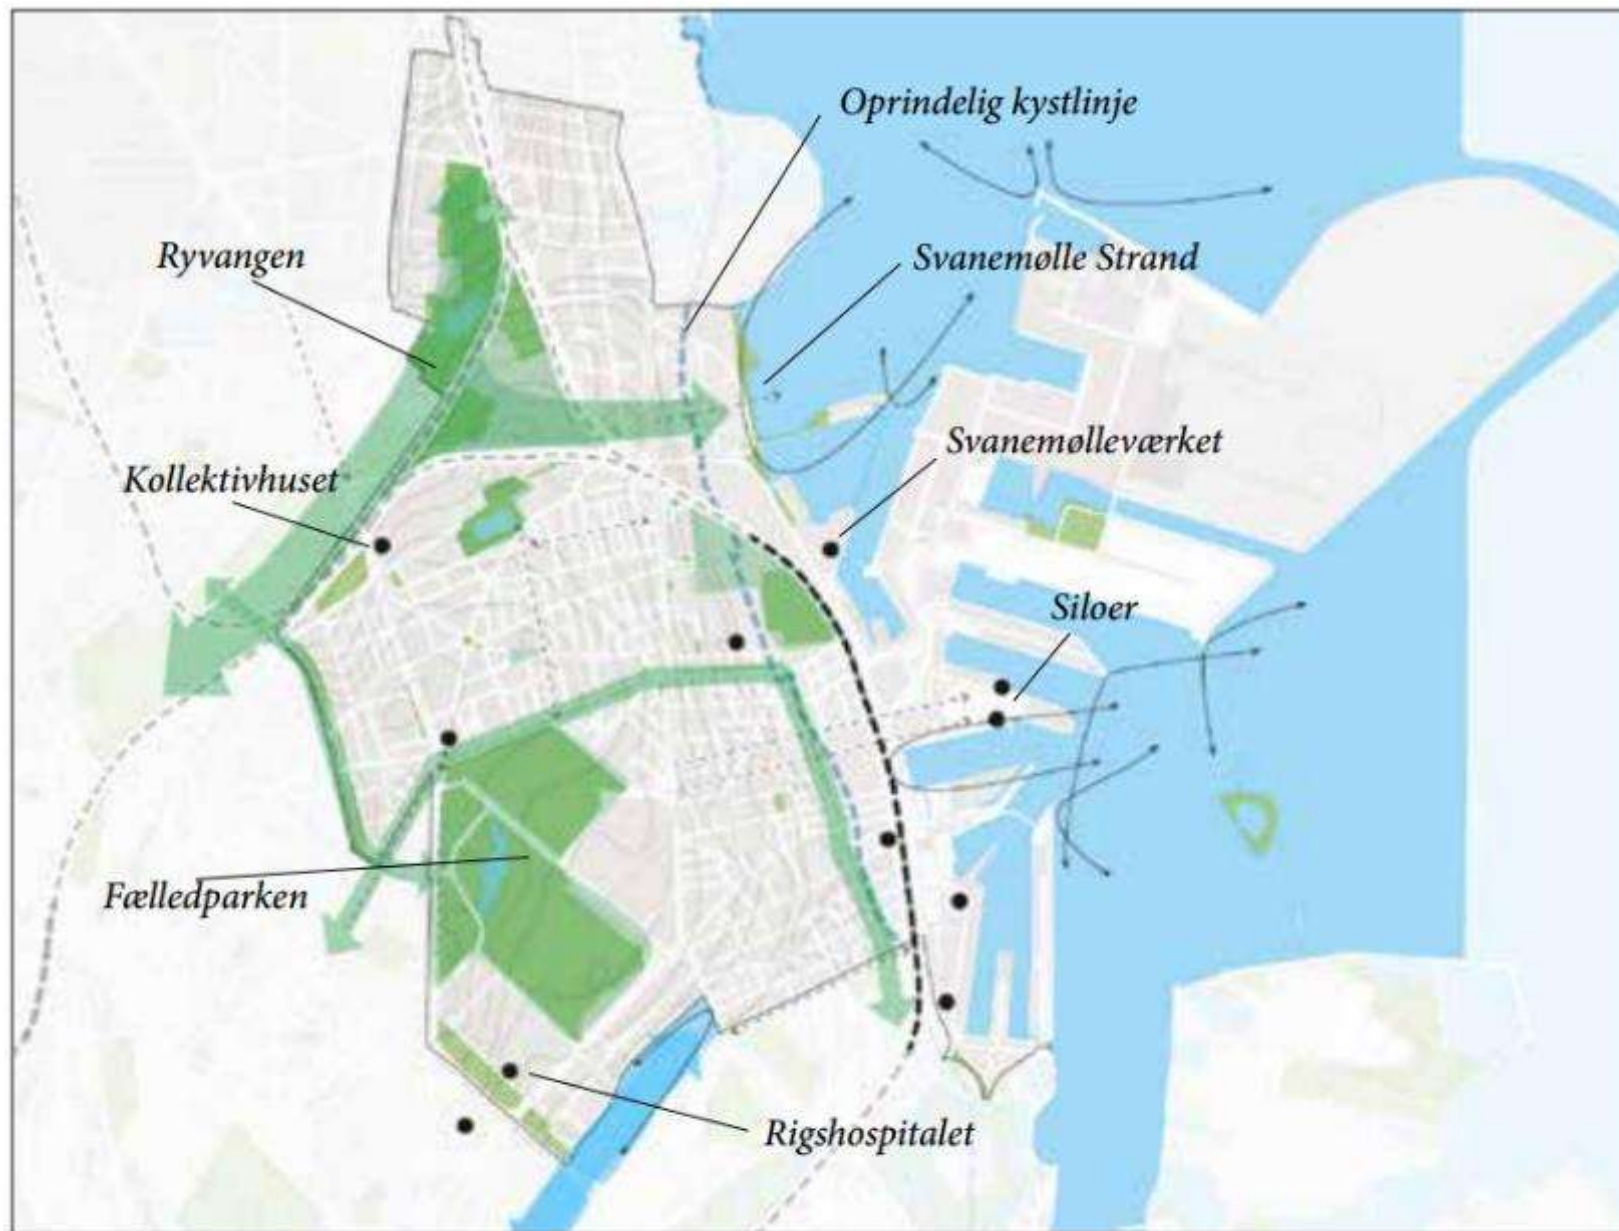 Oprindelig kystlinje
Ryvangen
Svanemølle Strand
Svanemølleværket
Kollektivhuset
Siloer
Fælledparken
Rigshospitalet